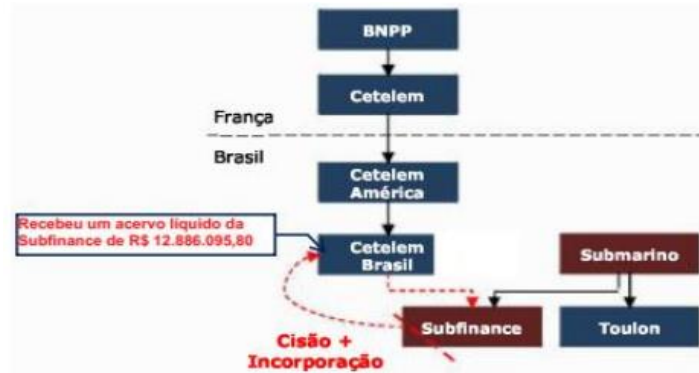 BNPP
Cetelem
França
Brasil
Cetelem
América
Recebeu um acervo líquido da
Subfinance de R$ 12.886.095,80
Cetelem
Brasil
Submarino
Subfinance
Toulon
Cisão +
Incorporação